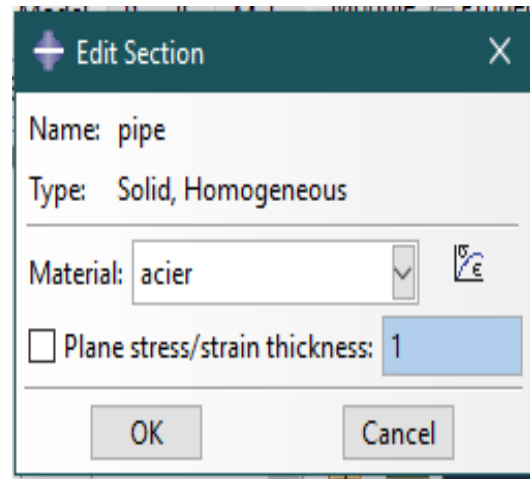 Edit Section
Name: pipe
Type: Solid, Homogeneous
Material: acier
σ
ε
Plane stress/strain thickness: 1
OK Cancel